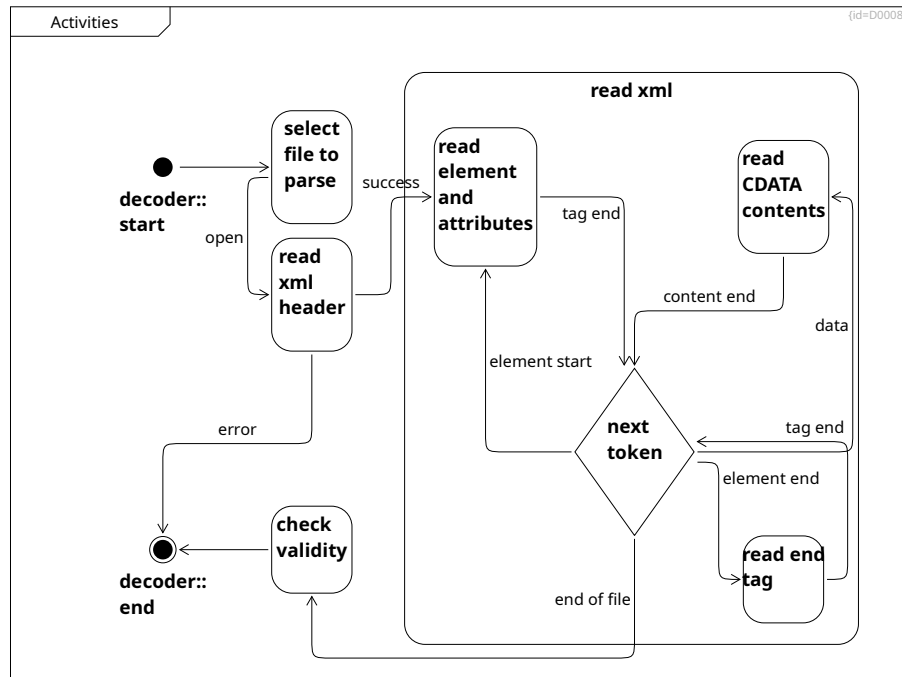 Activities
{id=D0008
read xml
select
file to
parse
read
element
and
attributes
read
CDATA
contents
decoder::
start
success
tag end
open
read
xml
header
content end
data
element start
error
next
token
tag end
element end
check
validity
read end
tag
decoder::
end
end of file